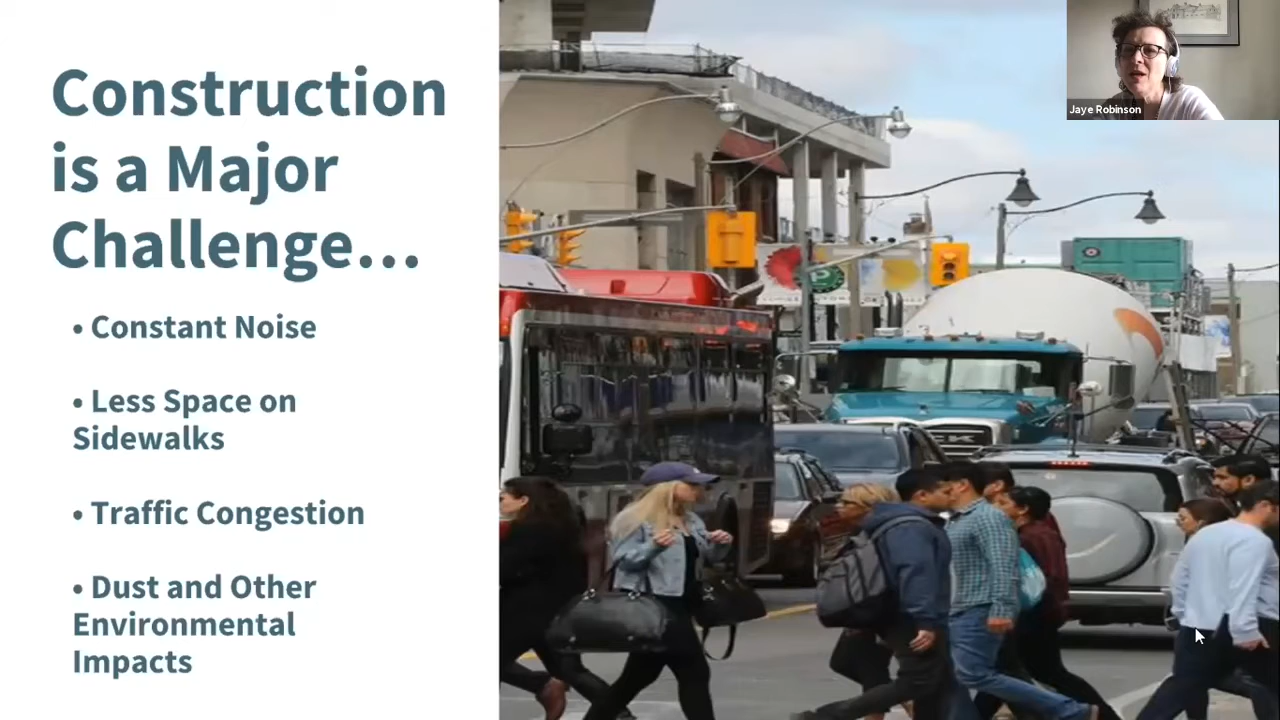 Construction
is a Major
Challenge...
• Constant Noise
• Less Space on
Sidewalks
• Traffic Congestion
• Dust and Other
Environmental
Impacts
Jaye Robinson